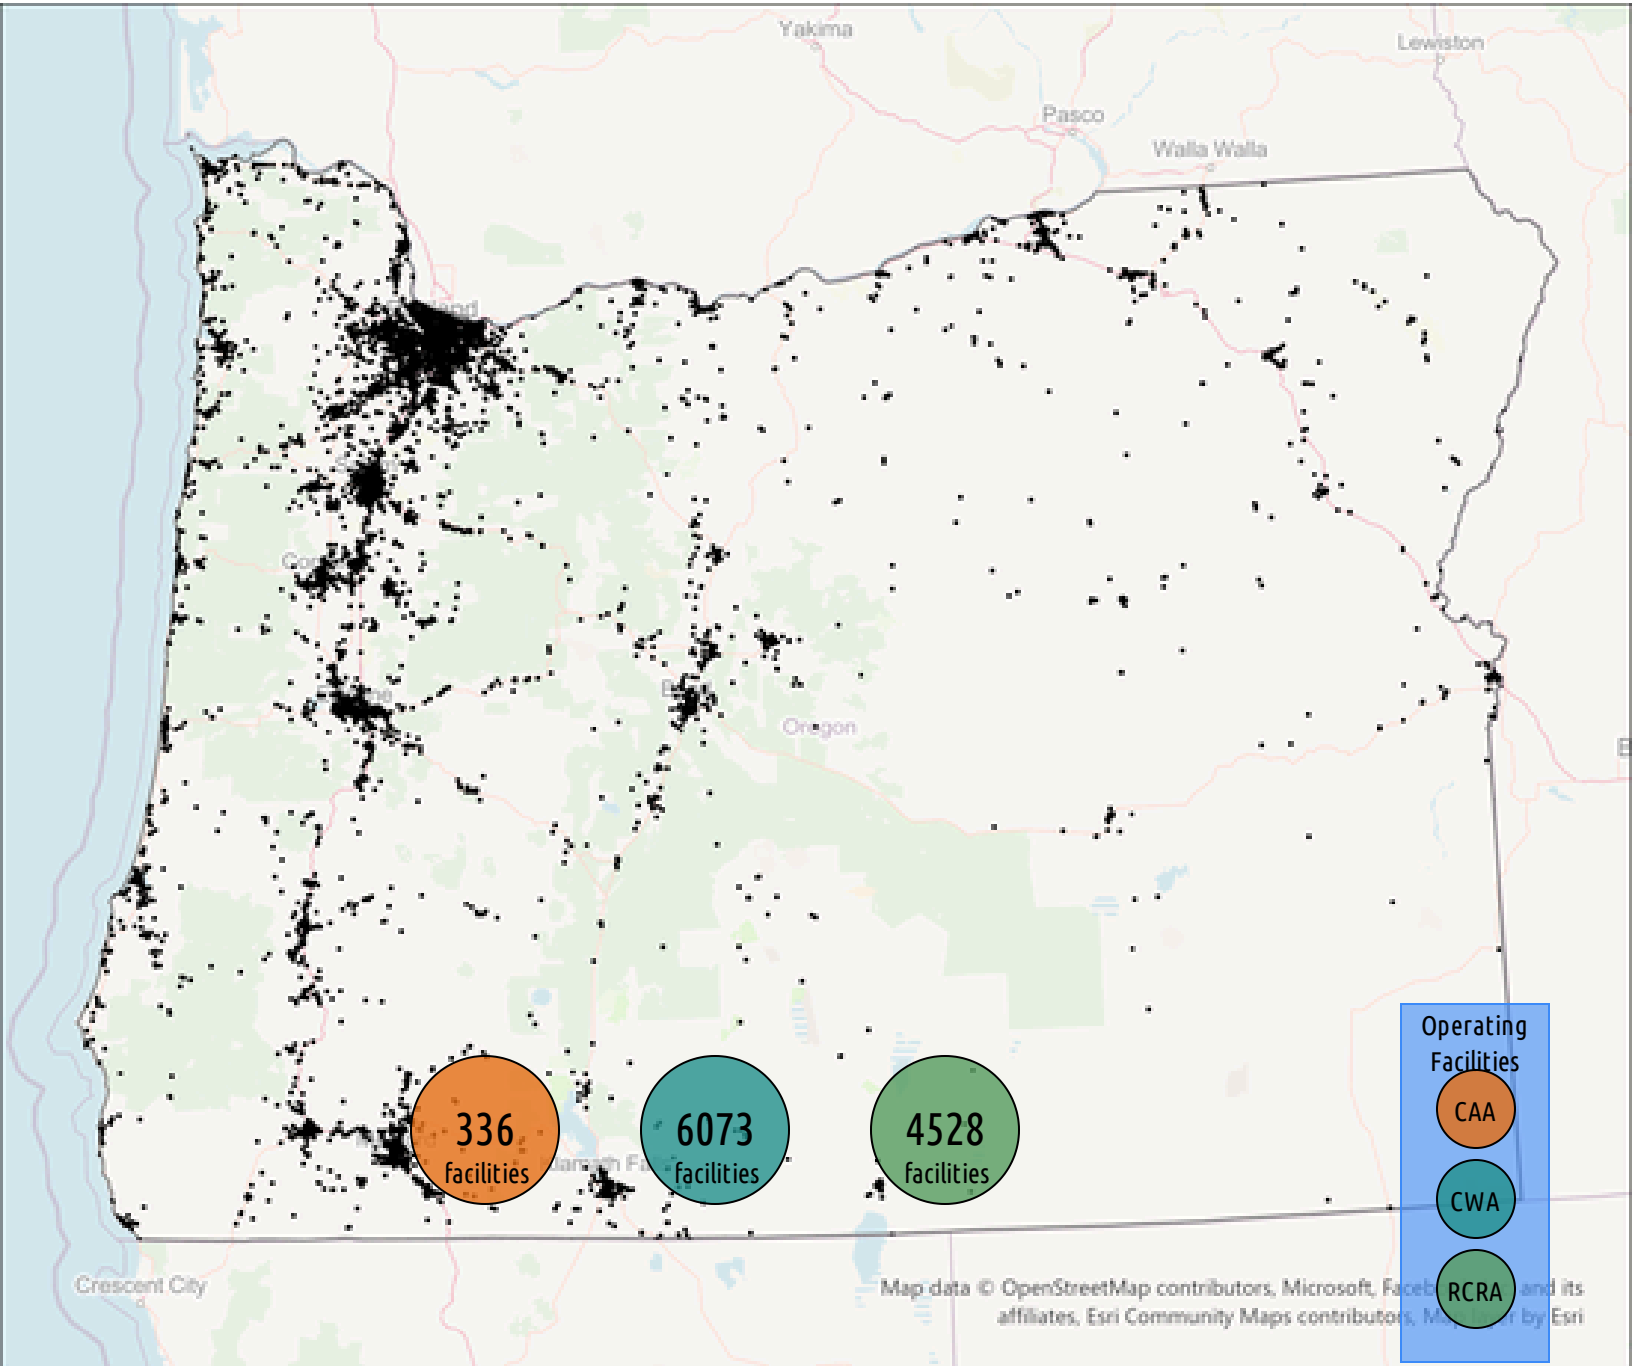 Yakima
Lewiston
Pasco
Walla Walla
Oregon
336
facilities
6073
facilities
4528
facilities
Operating
Facilities
CAA
CWA
RCRA
Crescent City
Map data © OpenStreetMap contributors, Microsoft, and its
affiliates, Esri Community Maps contributors, by Esri